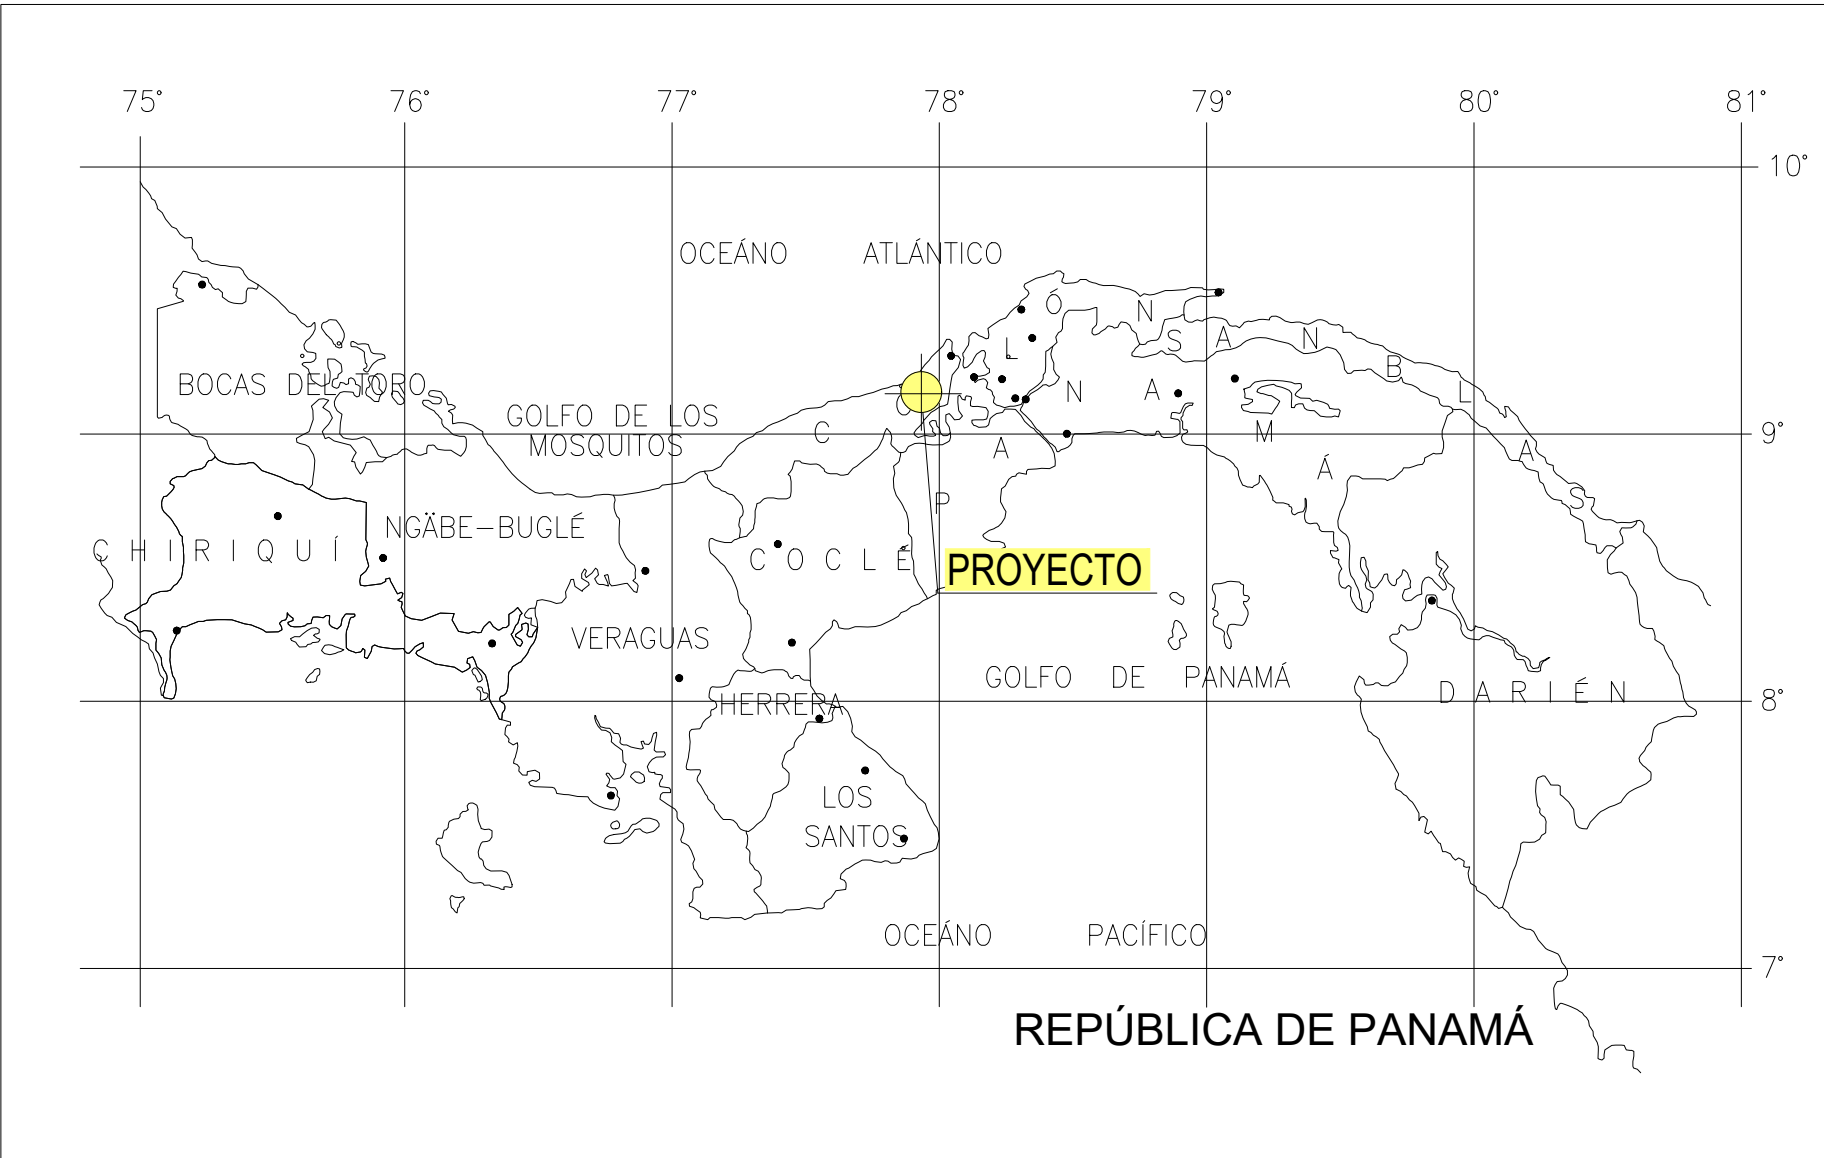 75° 76° 77° 78° 79° 80° 81°
10°
OCEÁNO ATLÁNTICO
C O L Ó N
S A N B L A S
BOCAS DEL TORO
GOLFO DE LOS
MOSQUITOS
P A N A M Á
9°
NGÄBE-BUGLÉ
C H I R I Q U Í
C O C L É
PROYECTO
VERAGUAS
GOLFO DE PANAMÁ
D A R I É N
HERRERA
8°
LOS
SANTOS
OCEÁNO PACÍFICO
7°
REPÚBLICA DE PANAMÁ